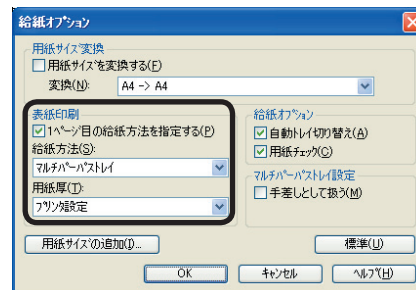 給紙オプション
用紙サイズ変換
用紙サイズを変換する(F)
変換(N):
A4 -> A4
表紙印刷
1ページ目の給紙方法を指定する(P)
給紙方法(S):
マルチパーパストレイ
用紙厚(T):
プリンタ設定
給紙オプション
自動トレイ切り替え(A)
用紙チェック(C)
マルチパーパストレイ設定
手差しとして扱う(M)
用紙サイズの追加(I)...
標準(U)
OK
キャンセル
ヘルプ(H)